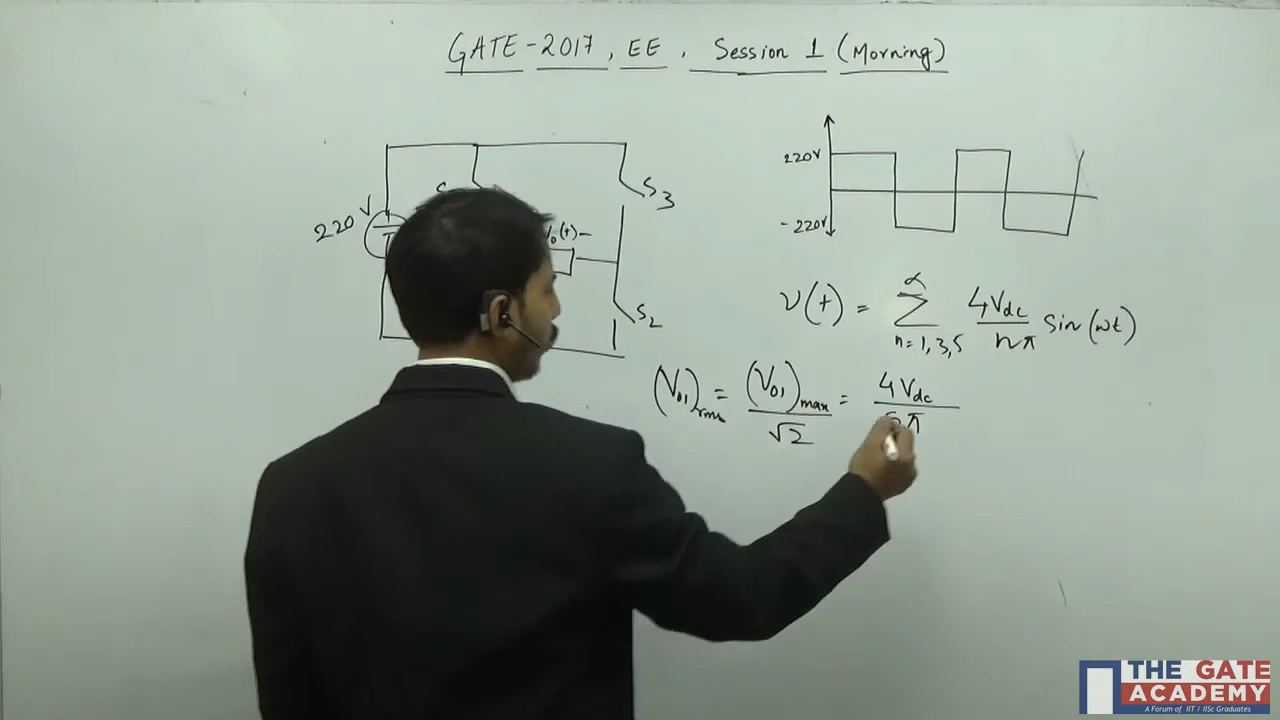 GATE-2017, EE, Session 1 (Morning)
220 V
V₀(t) –
S₃
S₂
220V
-220V
v(t) = ∑ₙ₌₁,₃,₅^∝ 4Vdc/nπ sin(ωt)
(V₀₁)rms = (V₀₁)max/√2 = 4Vdc/
THE GATE
ACADEMY
A Forum of IIT / IISc Graduates